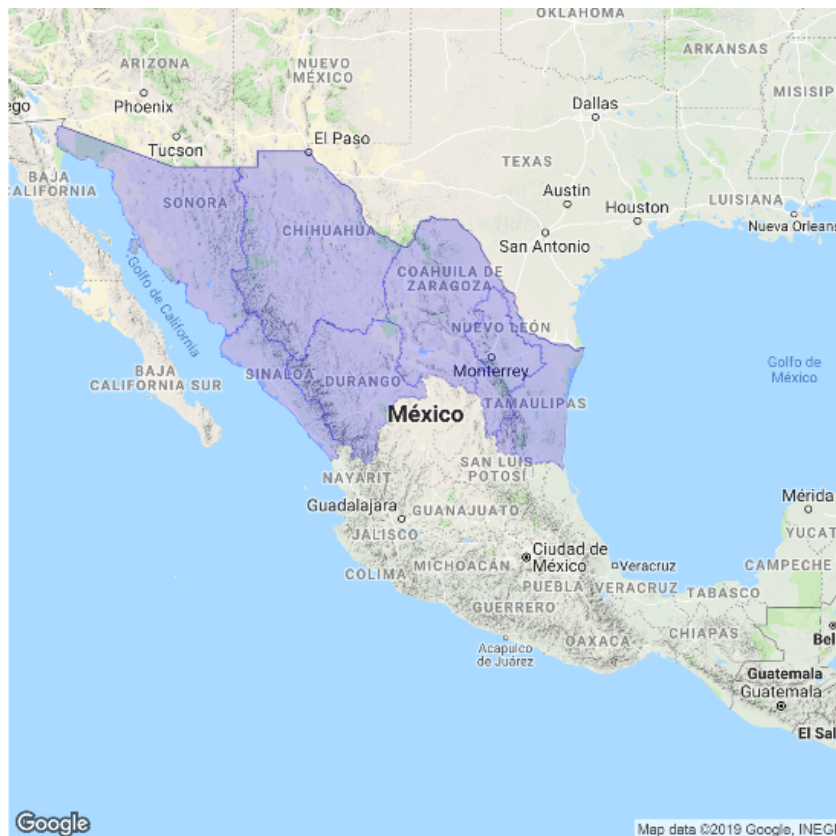 OKLAHOMA
ARIZONA
NUEVO
MÉXICO
ARKANSAS
ego
Phoenix
Dallas
MISISIP
Tucson
El Paso
TEXAS
BAJA
CALIFORNIA
SONORA
Austin
Houston
LUISIANA
CHIHUAHUA
San Antonio
Nueva Orleans
COAHUILA DE
ZARAGOZA
Golfo de California
NUEVO LEÓN
Monterrey
Golfo de
México
BAJA
CALIFORNIA SUR
SINALOA
DURANGO
TAMAULIPAS
México
SAN LUIS
POTOSÍ
NAYARIT
Mérida
Guadalajara
GUANAJUATO
YUCAT
JALISCO
Ciudad de
México
MICHOACÁN
Veracruz
CAMPECHE
COLIMA
PUEBLA
VERACRUZ
TABASCO
GUERRERO
OAXACA
CHIAPAS
Bel
Acapulco
de Juárez
Guatemala
Guatemala
El Sal
Google
Map data ©2019 Google, INEGI